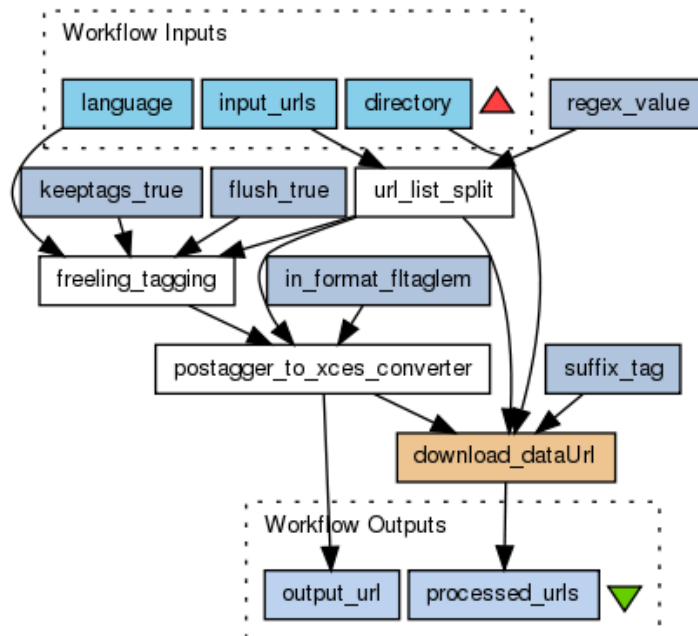 Workflow Inputs
language
input_urls
directory
regex_value
keeptags_true
flush_true
url_list_split
freeling_tagging
in_format_fltaglem
postagger_to_xces_converter
suffix_tag
download_dataUrl
Workflow Outputs
output_url
processed_urls